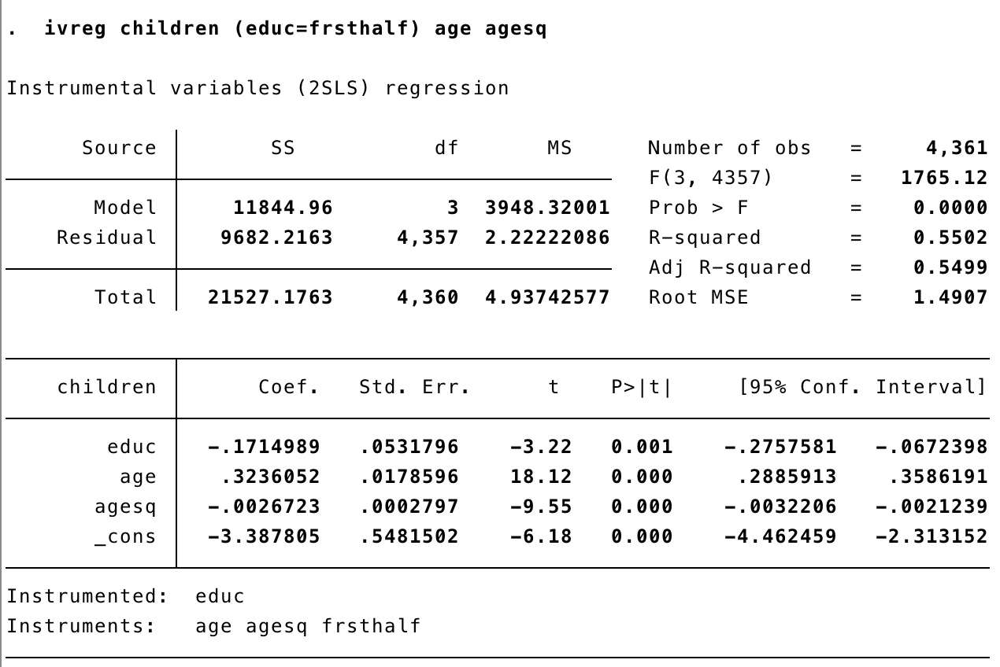 .  ivreg children (educ=frsthalf) age agesq
Instrumental variables (2SLS) regression
Source SS df MS Number of obs = 4,361
F(3, 4357) = 1765.12
Model 11844.96 3 3948.32001 Prob > F = 0.0000
Residual 9682.2163 4,357 2.22222086 R-squared = 0.5502
Adj R-squared = 0.5499
Total 21527.1763 4,360 4.93742577 Root MSE = 1.4907
children Coef. Std. Err. t P>|t| [95% Conf. Interval]
educ -.1714989 .0531796 -3.22 0.001 -.2757581 -.0672398
age .3236052 .0178596 18.12 0.000 .2885913 .3586191
agesq -.0026723 .0002797 -9.55 0.000 -.0032206 -.0021239
_cons -3.387805 .5481502 -6.18 0.000 -4.462459 -2.313152
Instrumented: educ
Instruments: age agesq frsthalf